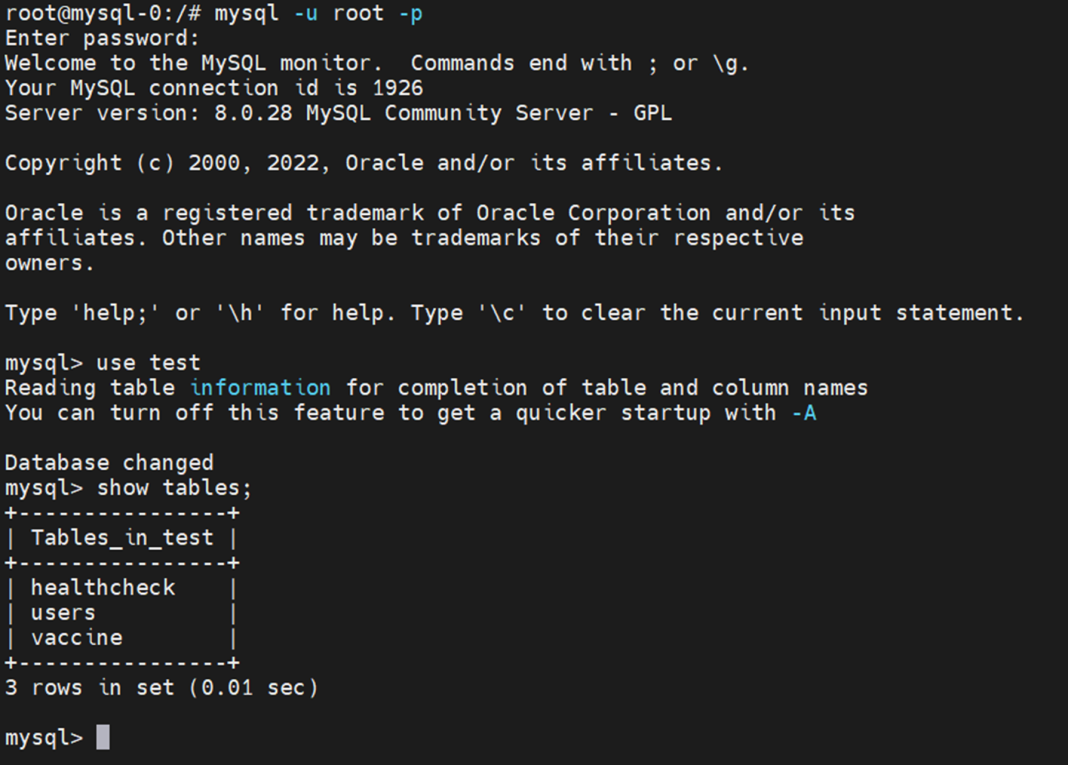 root@mysql-0:/# mysql -u root -p
Enter password:
Welcome to the MySQL monitor.  Commands end with ; or \g.
Your MySQL connection id is 1926
Server version: 8.0.28 MySQL Community Server - GPL
Copyright (c) 2000, 2022, Oracle and/or its affiliates.
Oracle is a registered trademark of Oracle Corporation and/or its
affiliates. Other names may be trademarks of their respective
owners.
Type 'help;' or '\h' for help. Type '\c' to clear the current input statement.
mysql> use test
Reading table information for completion of table and column names
You can turn off this feature to get a quicker startup with -A
Database changed
mysql> show tables;
+----------------+
| Tables_in_test |
+----------------+
| healthcheck    |
| users          |
| vaccine        |
+----------------+
3 rows in set (0.01 sec)
mysql>